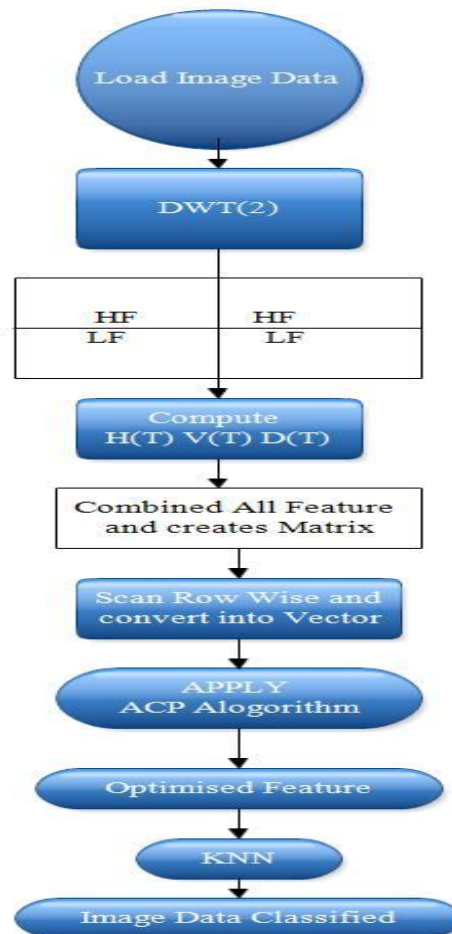 Load Image Data
DWT(2)
HF HF
LF LF
Compute
H(T) V(T) D(T)
Combined All Feature
and creates Matrix
Scan Row Wise and
convert into Vector
APPLY
ACP Alogorithm
Optimised Feature
KNN
Image Data Classified